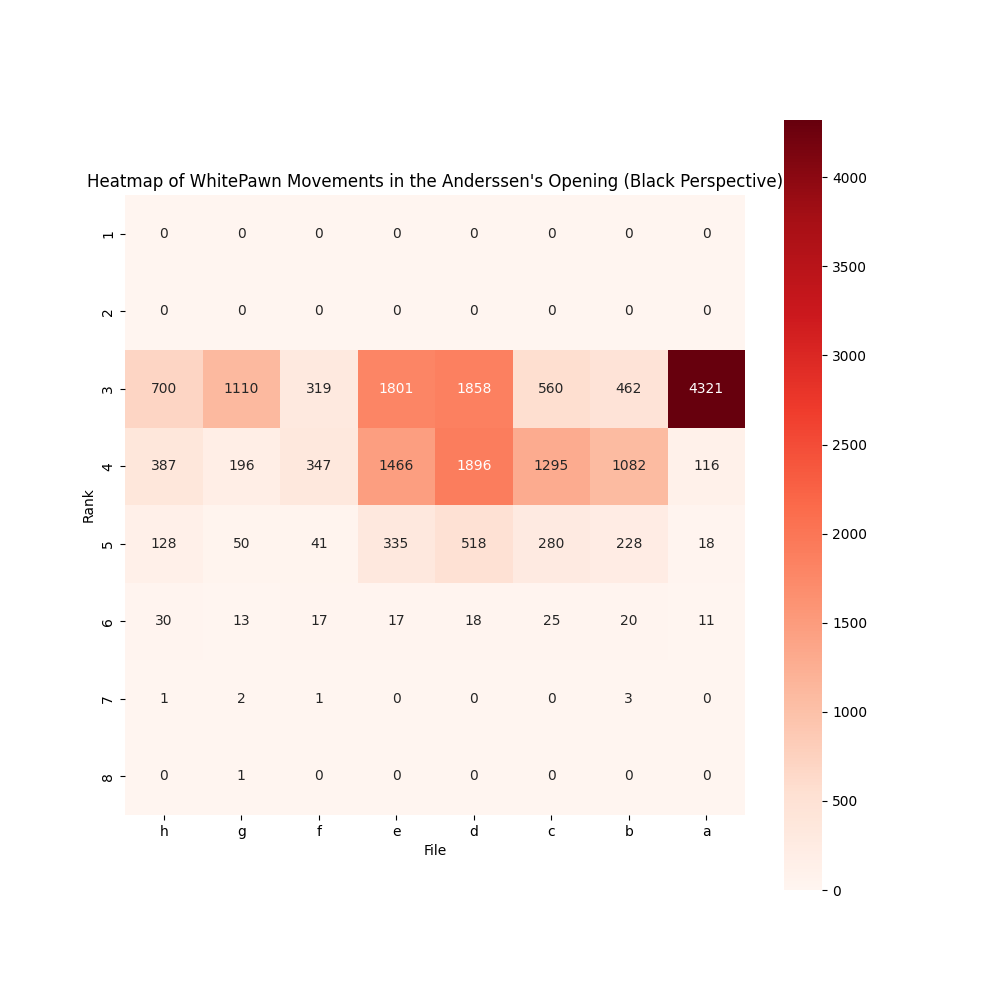 Heatmap of WhitePawn Movements in the Anderssen's Opening (Black Perspective)
1 0 0 0 0 0 0 0 0
2 0 0 0 0 0 0 0 0
3 700 1110 319 1801 1858 560 462 4321
4 387 196 347 1466 1896 1295 1082 116
5 128 50 41 335 518 280 228 18
6 30 13 17 17 18 25 20 11
7 1 2 1 0 0 0 3 0
8 0 1 0 0 0 0 0 0
h g f e d c b a
File
Rank
4000
3500
3000
2500
2000
1500
1000
500
0